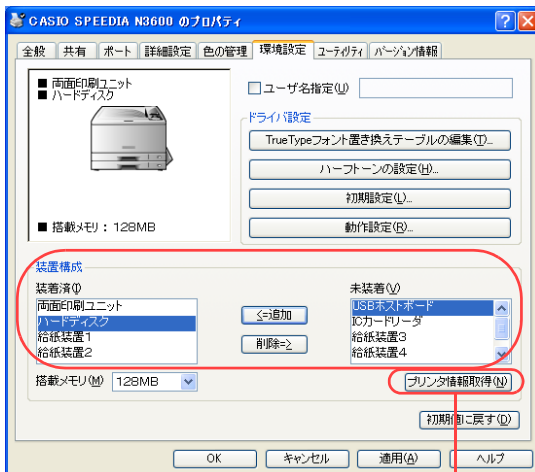 CASIO SPEEDIA N3600 のプロパティ
全般 共有 ポート 詳細設定 色の管理 環境設定 ユーティリティ バージョン情報
■ 両面印刷ユニット
■ ハードディスク
■ 搭載メモリ : 128MB
ユーザ名指定(U)
ドライバ設定
TrueTypeフォント置き換えテーブルの編集(T)...
ハーフトーンの設定(H)...
初期設定(L)...
動作設定(R)...
装置構成
装着済(I)
両面印刷ユニット
ハードディスク
給紙装置1
給紙装置2
<=追加
削除=>
未装着(V)
USBホストボード
ICカードリーダ
給紙装置3
給紙装置4
搭載メモリ(M) 128MB
プリンタ情報取得(N)
初期値に戻す(D)
OK キャンセル 適用(A) ヘルプ